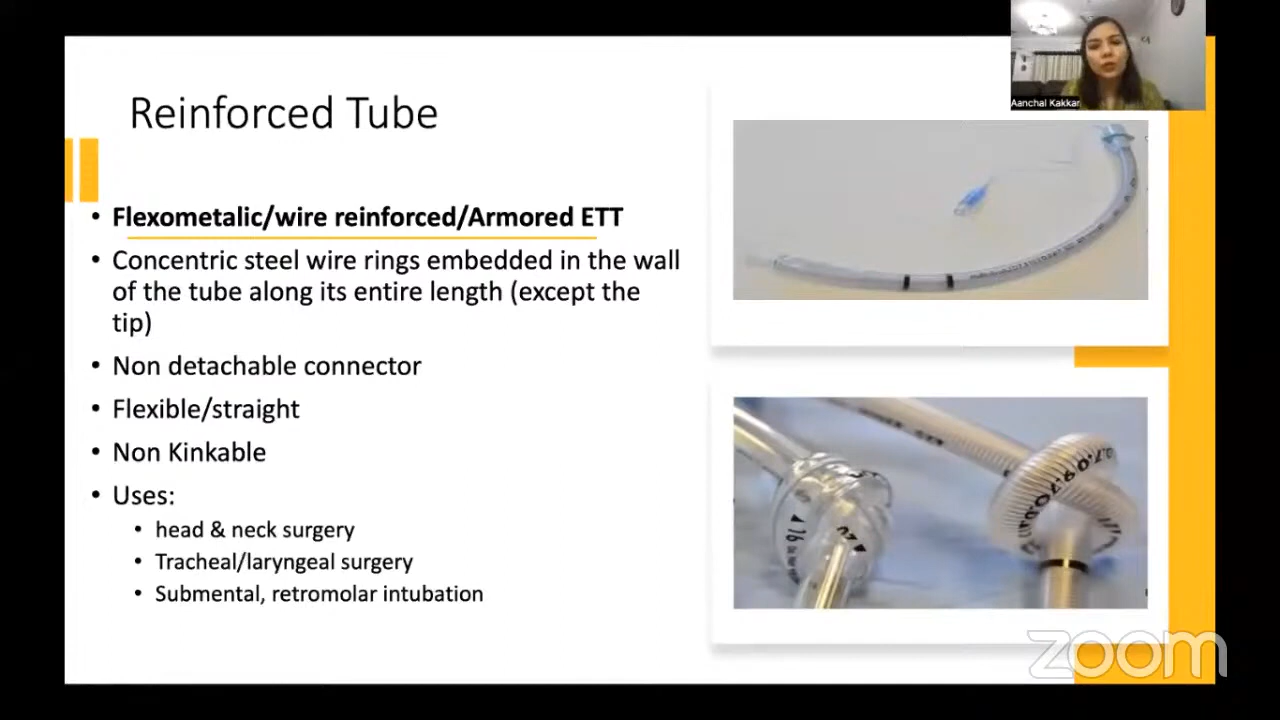 Aanchal Kakkar
Reinforced Tube
• Flexometalic/wire reinforced/Armored ETT
• Concentric steel wire rings embedded in the wall
of the tube along its entire length (except the
tip)
• Non detachable connector
• Flexible/straight
• Non Kinkable
• Uses:
• head & neck surgery
• Tracheal/laryngeal surgery
• Submental, retromolar intubation
zoom